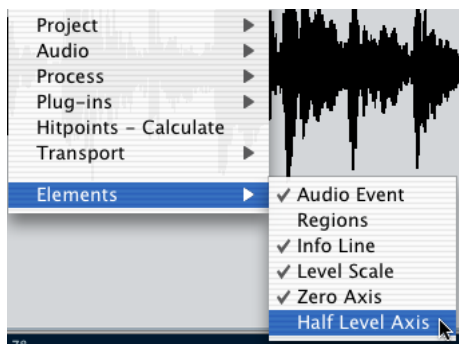 Project
Audio
Process
Plug-ins
Hitpoints - Calculate
Transport
Elements
Audio Event
Regions
Info Line
Level Scale
Zero Axis
Half Level Axis